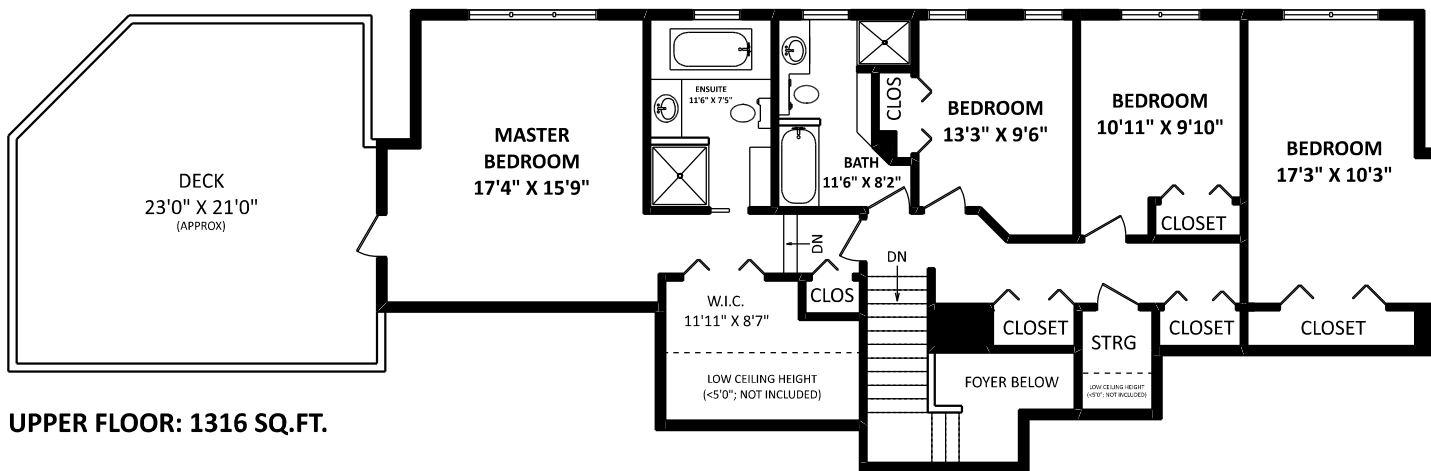 DECK
23'0" X 21'0"
(APPROX)
MASTER
BEDROOM
17'4" X 15'9"
ENSUITE
11'6" X 7'5"
BATH
11'6" X 8'2"
CLOS
BEDROOM
13'3" X 9'6"
BEDROOM
10'11" X 9'10"
CLOSET
BEDROOM
17'3" X 10'3"
DN
DN
CLOS
W.I.C.
11'11" X 8'7"
LOW CEILING HEIGHT
(<5'0"; NOT INCLUDED)
CLOSET
STRG
CLOSET
CLOSET
FOYER BELOW
LOW CEILING HEIGHT
(<5'0"; NOT INCLUDED)
UPPER FLOOR: 1316 SQ.FT.